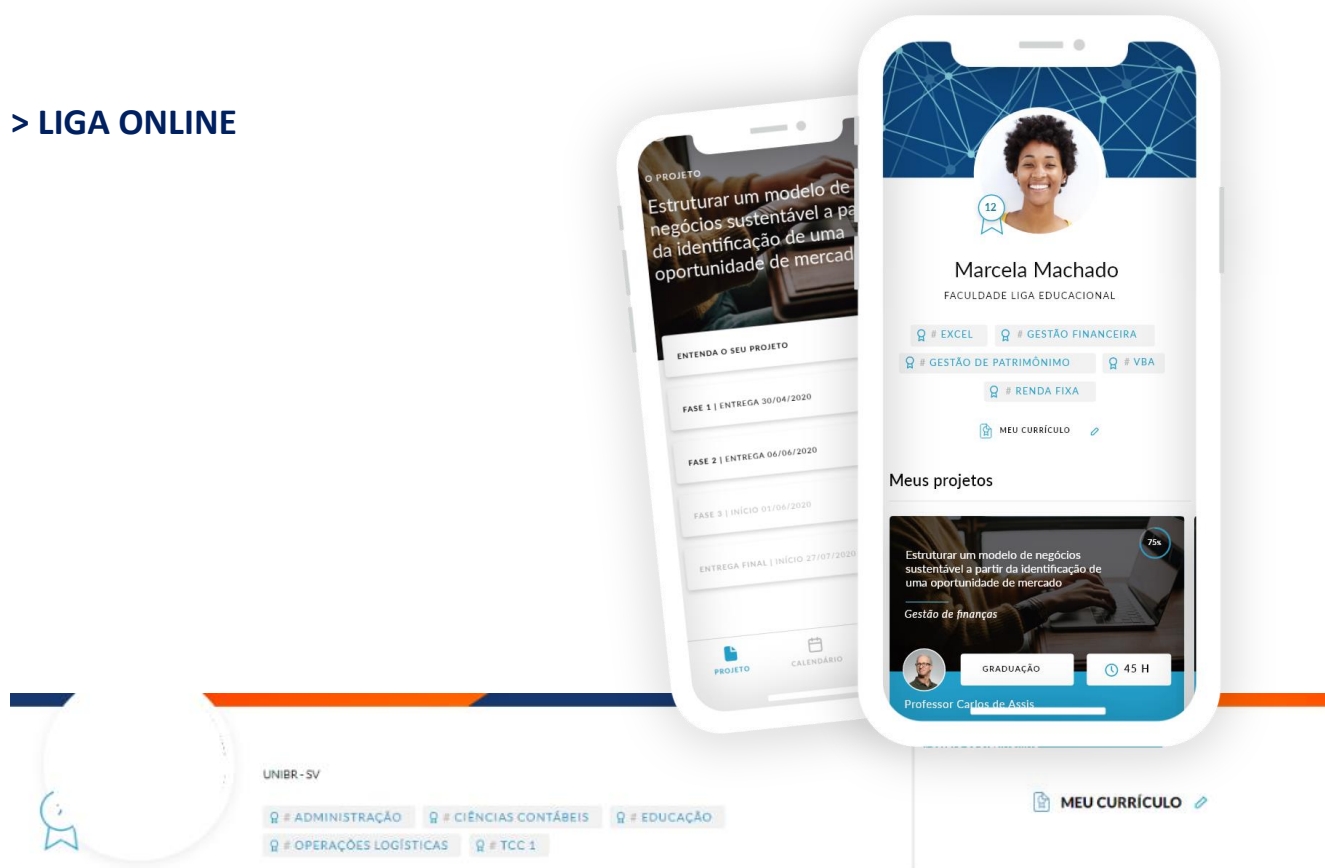 > LIGA ONLINE
O PROJETO
Estruturar um modelo de
negócios sustentável a pa
da identificação de uma
oportunidade de mercad
ENTENDA O SEU PROJETO
FASE 1 | ENTREGA 30/04/2020
FASE 2 | ENTREGA 06/06/2020
FASE 3 | INÍCIO 01/06/2020
ENTREGA FINAL | INÍCIO 27/07/2020
PROJETO
CALENDÁRIO
12
Marcela Machado
FACULDADE LIGA EDUCACIONAL
# EXCEL # GESTÃO FINANCEIRA
# GESTÃO DE PATRIMÔNIMO # VBA
# RENDA FIXA
MEU CURRÍCULO
Meus projetos
75%
Estruturar um modelo de negócios
sustentável a partir da identificação de
uma oportunidade de mercado
Gestão de finanças
GRADUAÇÃO 45 H
Professor Carlos de Assis
UNIBR - SV
# ADMINISTRAÇÃO # CIÊNCIAS CONTÁBEIS # EDUCAÇÃO
# OPERAÇÕES LOGÍSTICAS # TCC 1
MEU CURRÍCULO